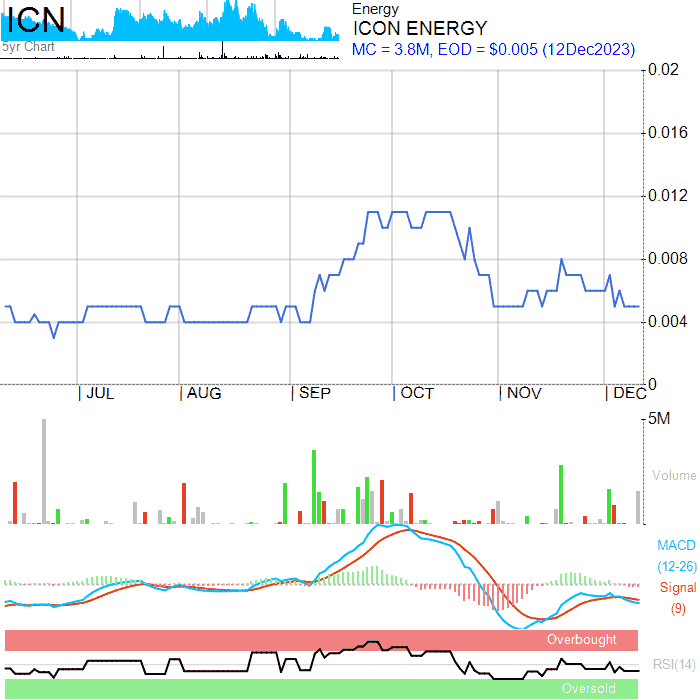 ICN
5yr Chart
Energy
ICON ENERGY
MC = 3.8M, EOD = $0.005 (12Dec2023)
0.02
0.016
0.012
0.008
0.004
0
| JUL | AUG | SEP | OCT | NOV | DEC
5M
Volume
MACD
(12-26)
Signal
(9)
Overbought
RSI(14)
Oversold